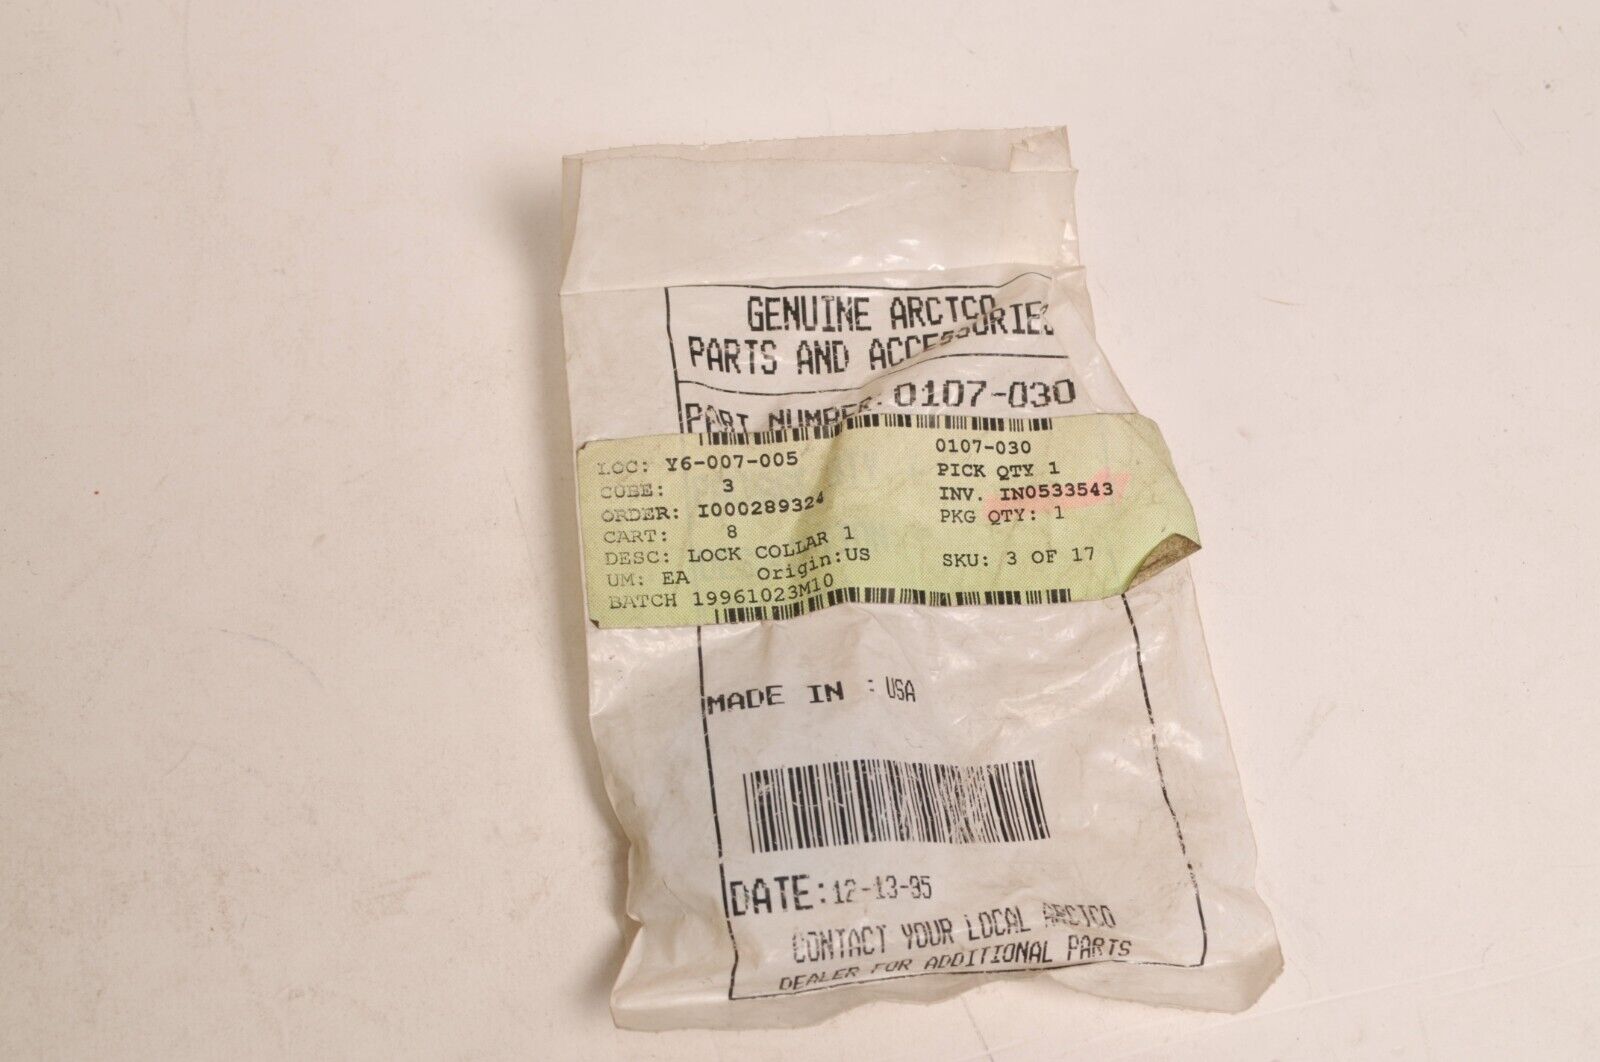 GENUINE ARCTCO
PARTS AND ACCESSORIES
PART NUMBER: 0107-030
LOC: Y6-007-005
CUBE: 3
ORDER: I000289324
CART: 8
DESC: LOCK COLLAR 1
UM: EA Origin:US
BATCH 19961023M10
0107-030
PICK QTY 1
INV. IN0533543
PKG QTY: 1
SKU: 3 OF 17
MADE IN : USA
DATE: 12-13-95
CONTACT YOUR LOCAL ARCTCO
DEALER FOR ADDITIONAL PARTS